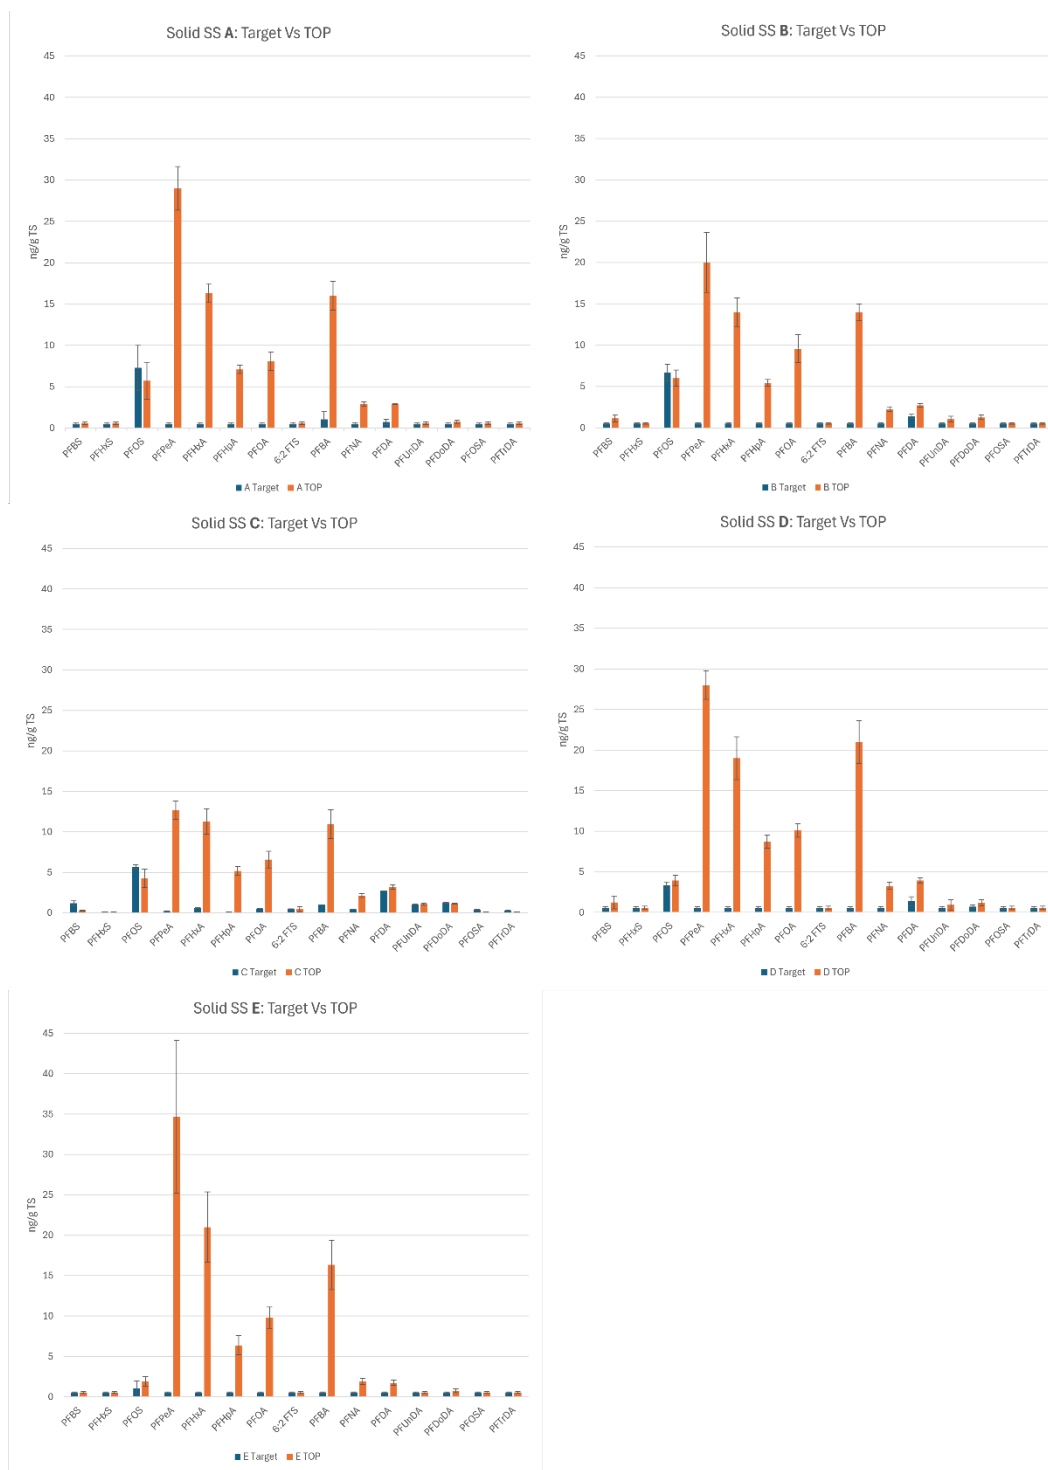 Solid SS A: Target Vs TOP
45
40
35
30
25
20
15
10
5
0
ng/g TS
PFBS PFHxS PFOS PFPeA PFHxA PFHpA PFOA 6:2 FTS PFBA PFNA PFDA PFUnDA PFDoDA PFOSA PFTrDA
A Target A TOP
Solid SS B: Target Vs TOP
45
40
35
30
25
20
15
10
5
0
ng/g TS
PFBS PFHxS PFOS PFPeA PFHxA PFHpA PFOA 6:2 FTS PFBA PFNA PFDA PFUnDA PFDoDA PFOSA PFTrDA
B Target B TOP
Solid SS C: Target Vs TOP
45
40
35
30
25
20
15
10
5
0
ng/g TS
PFBS PFHxS PFOS PFPeA PFHxA PFHpA PFOA 6:2 FTS PFBA PFNA PFDA PFUnDA PFDoDA PFOSA PFTrDA
C Target C TOP
Solid SS D: Target Vs TOP
45
40
35
30
25
20
15
10
5
0
ng/g TS
PFBS PFHxS PFOS PFPeA PFHxA PFHpA PFOA 6:2 FTS PFBA PFNA PFDA PFUnDA PFDoDA PFOSA PFTrDA
D Target D TOP
Solid SS E: Target Vs TOP
45
40
35
30
25
20
15
10
5
0
ng/g TS
PFBS PFHxS PFOS PFPeA PFHxA PFHpA PFOA 6:2 FTS PFBA PFNA PFDA PFUnDA PFDoDA PFOSA PFTrDA
E Target E TOP